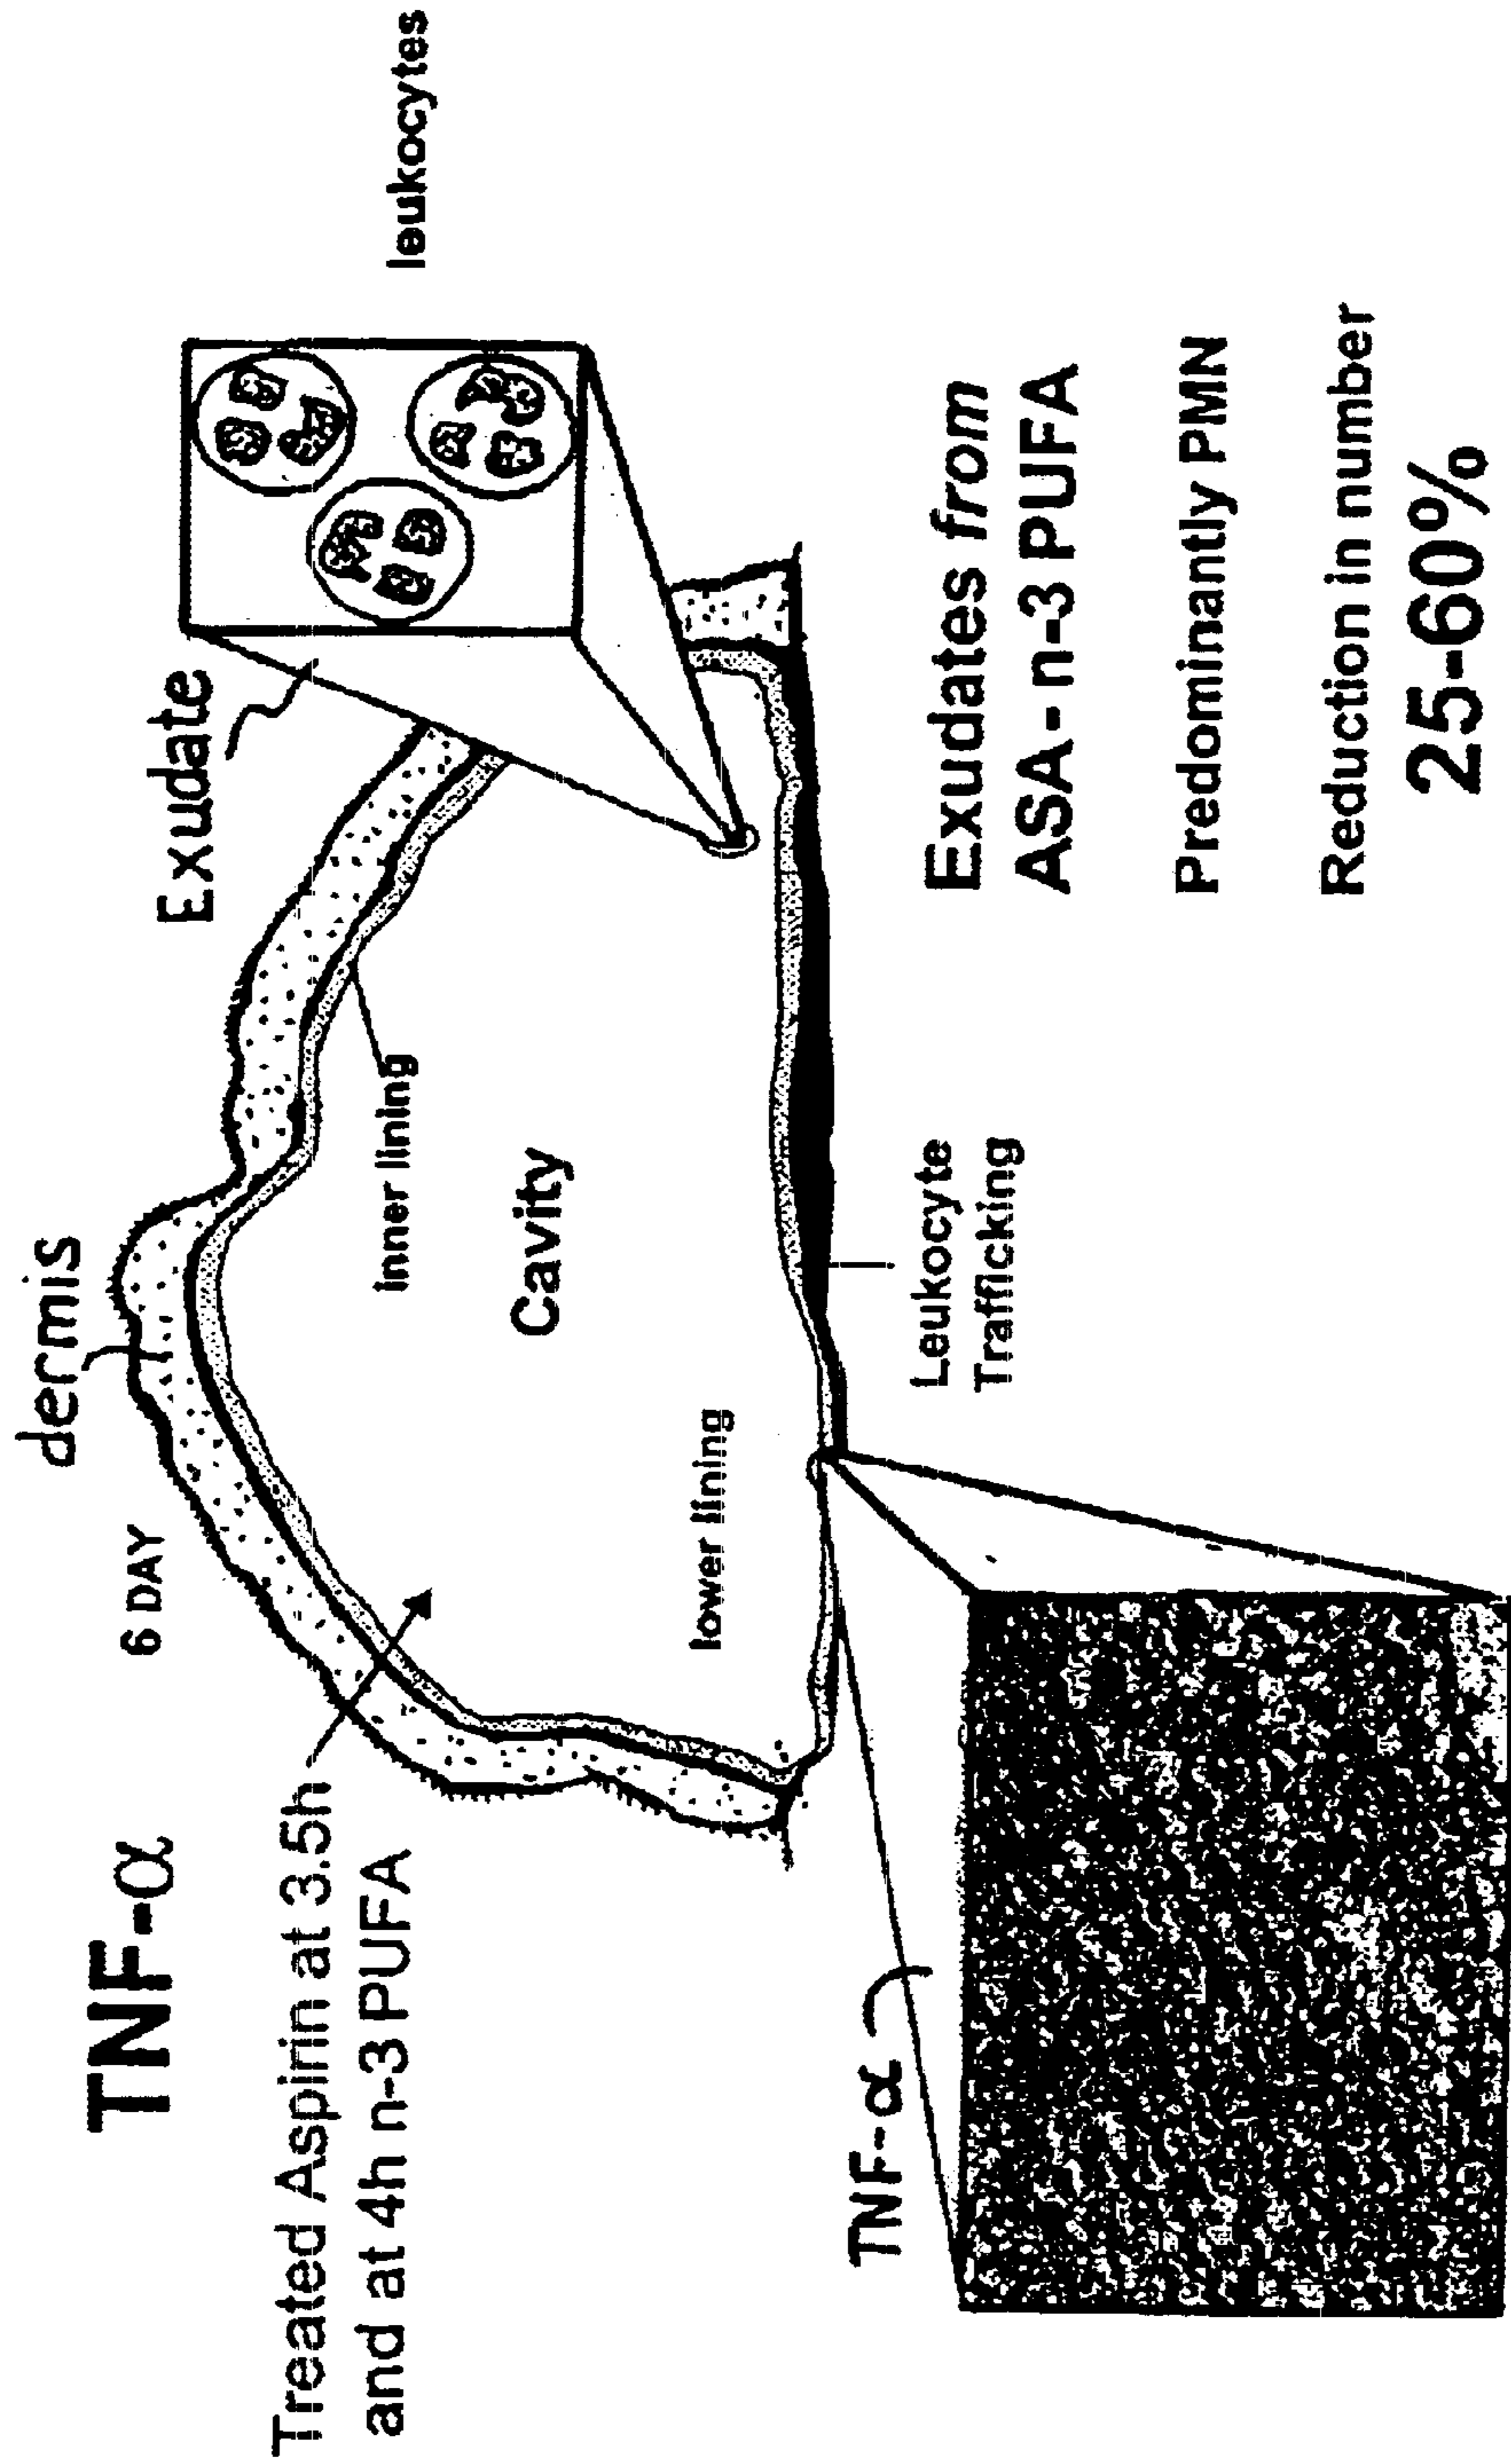 TNF-α
6 DAY
dermis
Exudate
leukocytes
Treated Aspirin at 3.5h
and at 4h n-3 PUFA
inner lining
Cavity
lower lining
TNF-α
Leukocyte
Trafficking
Exudates from
ASA - n-3 PUFA
Predominantly PMN
Reduction in number
25-60%